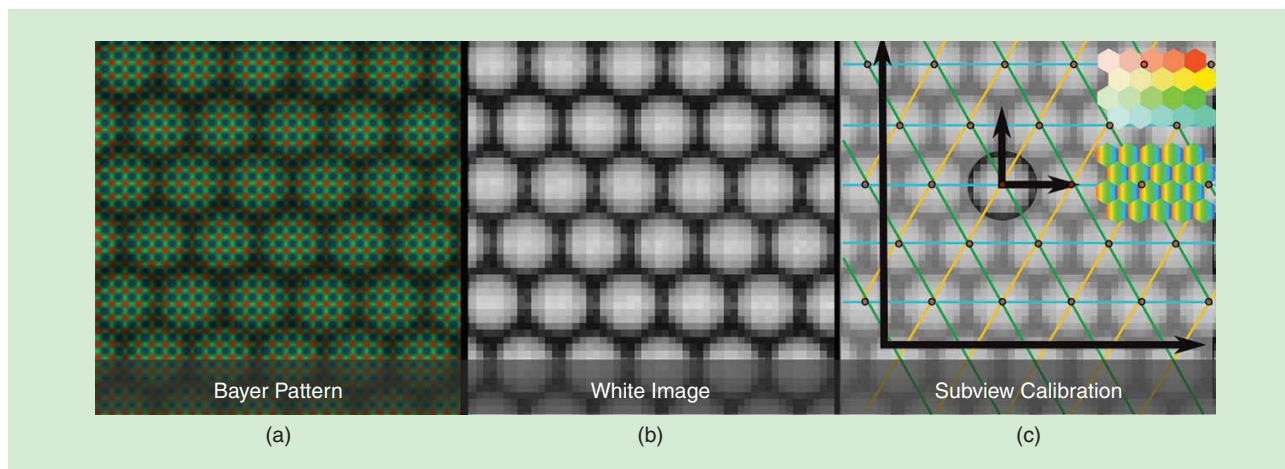 Bayer Pattern
White Image
Subview Calibration
(a)
(b)
(c)